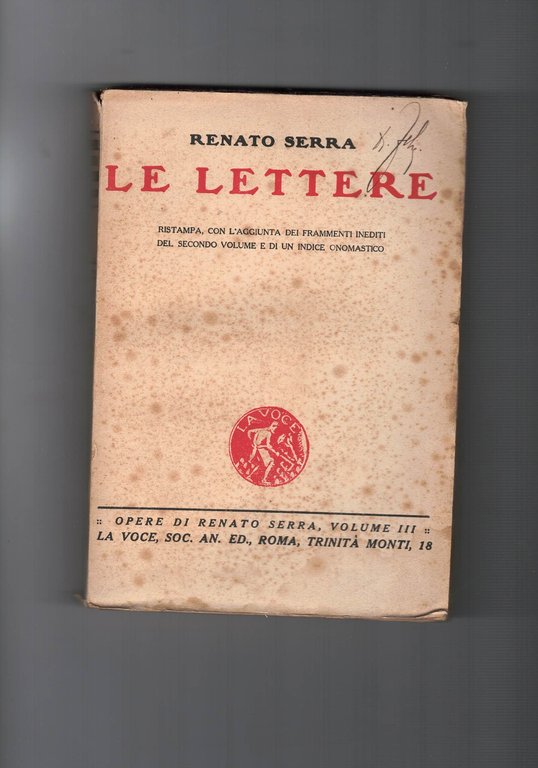 RENATO SERRA
LE LETTERE
RISTAMPA, CON L'AGGIUNTA DEI FRAMMENTI INEDITI
DEL SECONDO VOLUME E DI UN INDICE ONOMASTICO
LA VOCE
:: OPERE DI RENATO SERRA, VOLUME III ::
LA VOCE, SOC. AN. ED., ROMA, TRINITÀ MONTI, 18